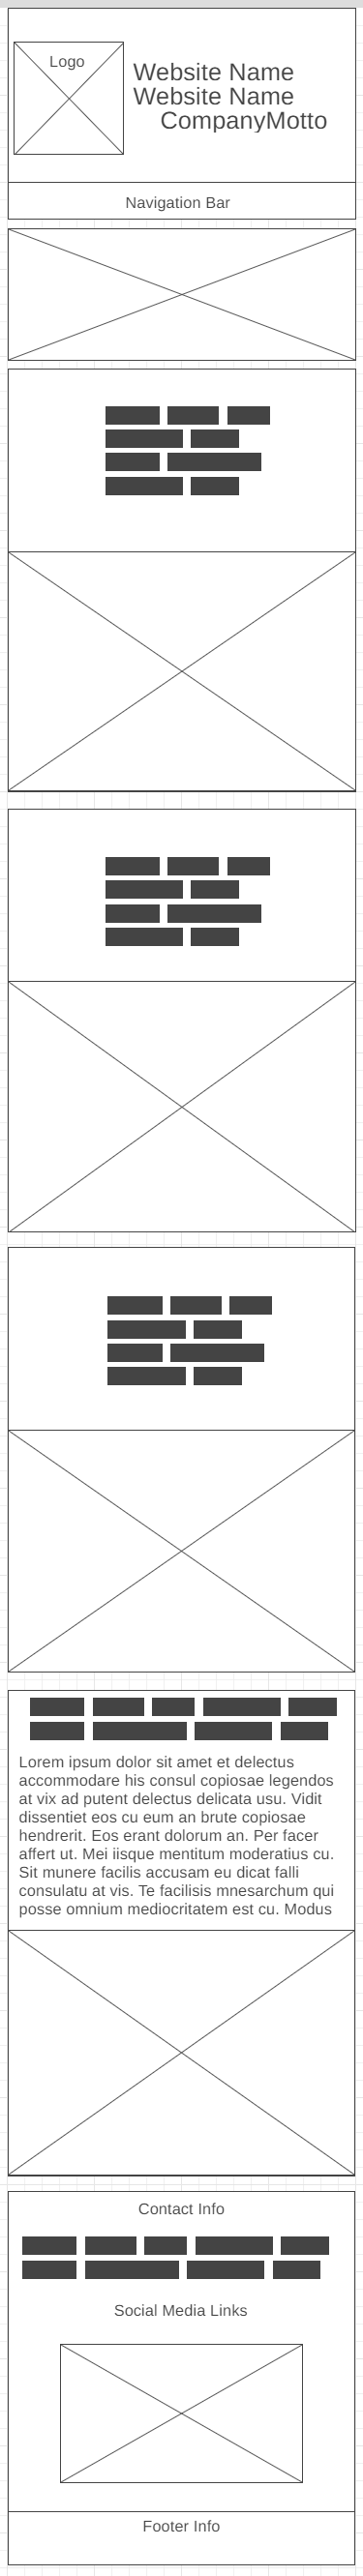 Logo
Website Name
Website Name
CompanyMotto
Navigation Bar
Lorem ipsum dolor sit amet et delectus
accommodare his consul copiosae legendos
at vix ad putent delectus delicata usu. Vidit
dissentiet eos cu eum an brute copiosae
hendrerit. Eos erant dolorum an. Per facer
affert ut. Mei iisque mentitum moderatius cu.
Sit munere facilis accusam eu dicat falli
consulatu at vis. Te facilisis mnesarchum qui
posse omnium mediocritatem est cu. Modus
Contact Info
Social Media Links
Footer Info